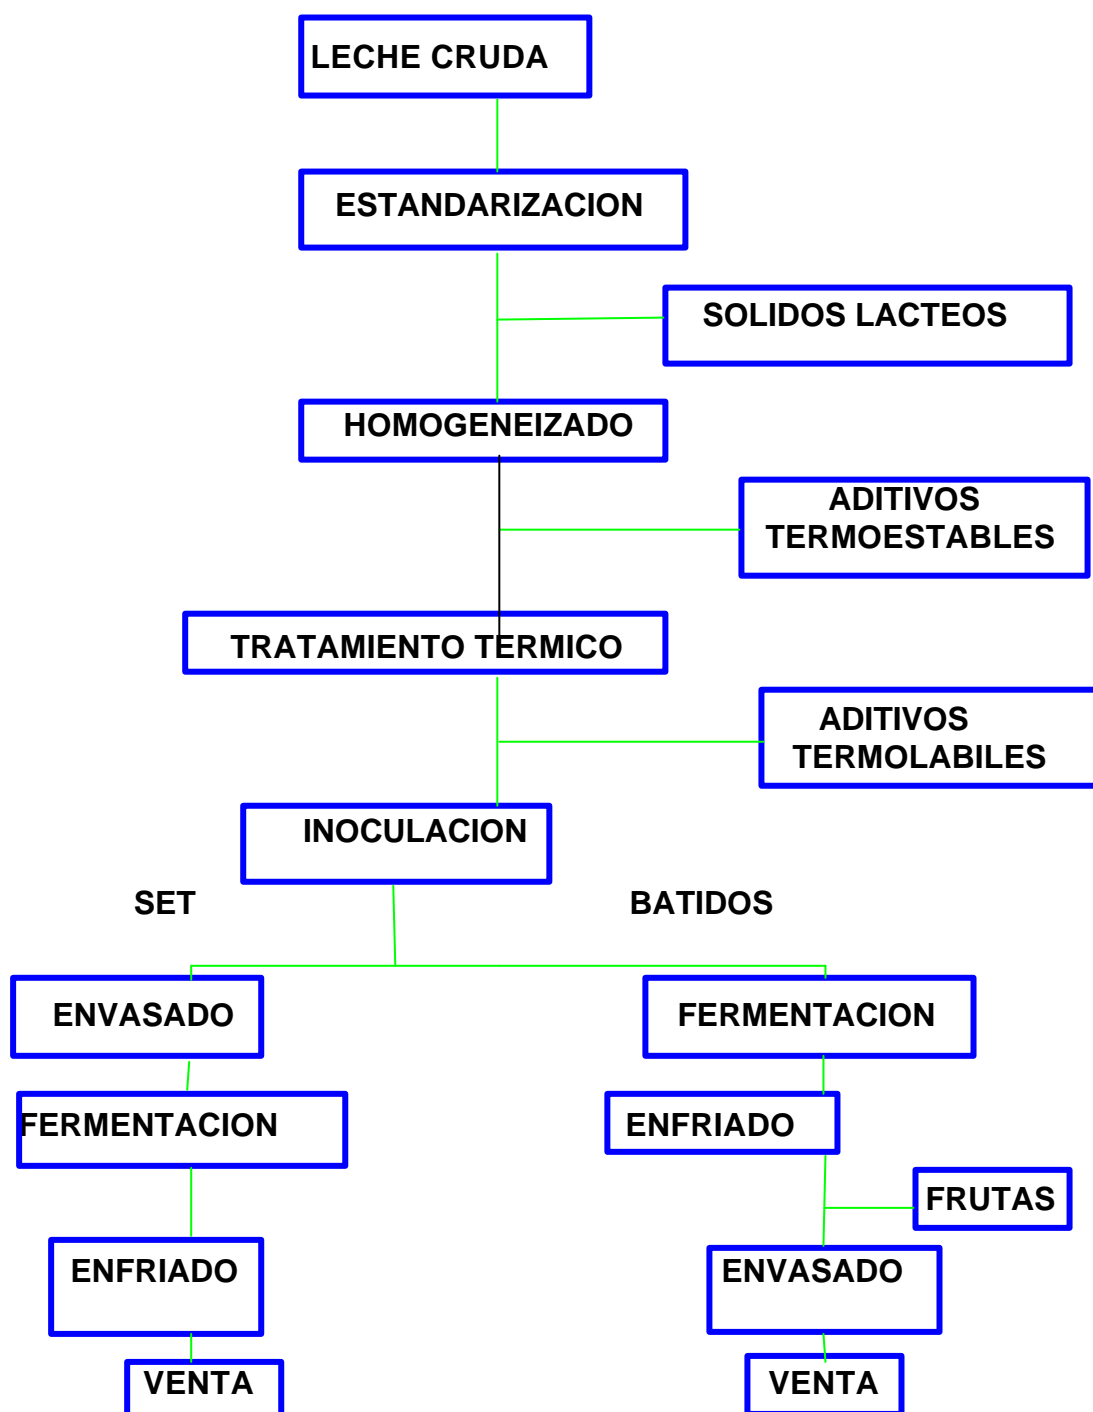 LECHE CRUDA
ESTANDARIZACION
SOLIDOS LACTEOS
HOMOGENEIZADO
ADITIVOS
TERMOESTABLES
TRATAMIENTO TERMICO
ADITIVOS
TERMOLABILES
INOCULACION
SET
BATIDOS
ENVASADO
FERMENTACION
FERMENTACION
ENFRIADO
FRUTAS
ENFRIADO
ENVASADO
VENTA
VENTA